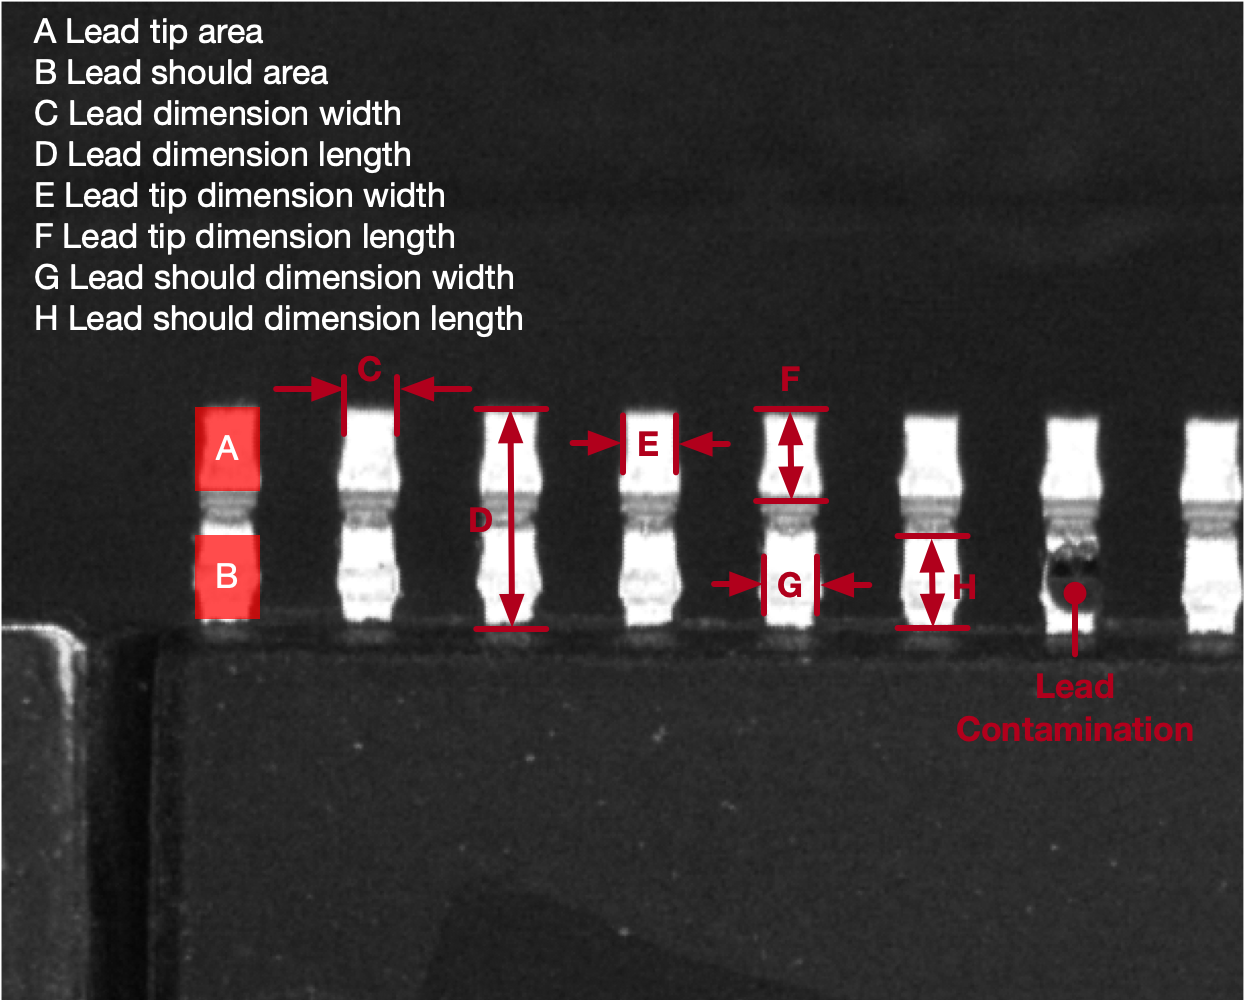 A Lead tip area
B Lead should area
C Lead dimension width
D Lead dimension length
E Lead tip dimension width
F Lead tip dimension length
G Lead should dimension width
H Lead should dimension length
C
F
A
E
D
B
G
H
Lead
Contamination